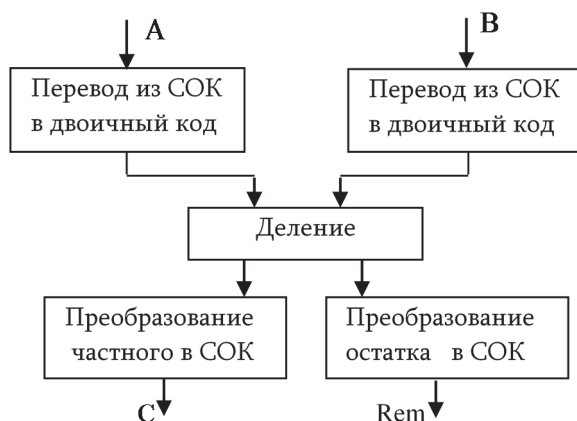 A
B
Перевод из СОК
в двоичный код
Перевод из СОК
в двоичный код
Деление
Преобразование
частного в СОК
Преобразование
остатка в СОК
C
Rem